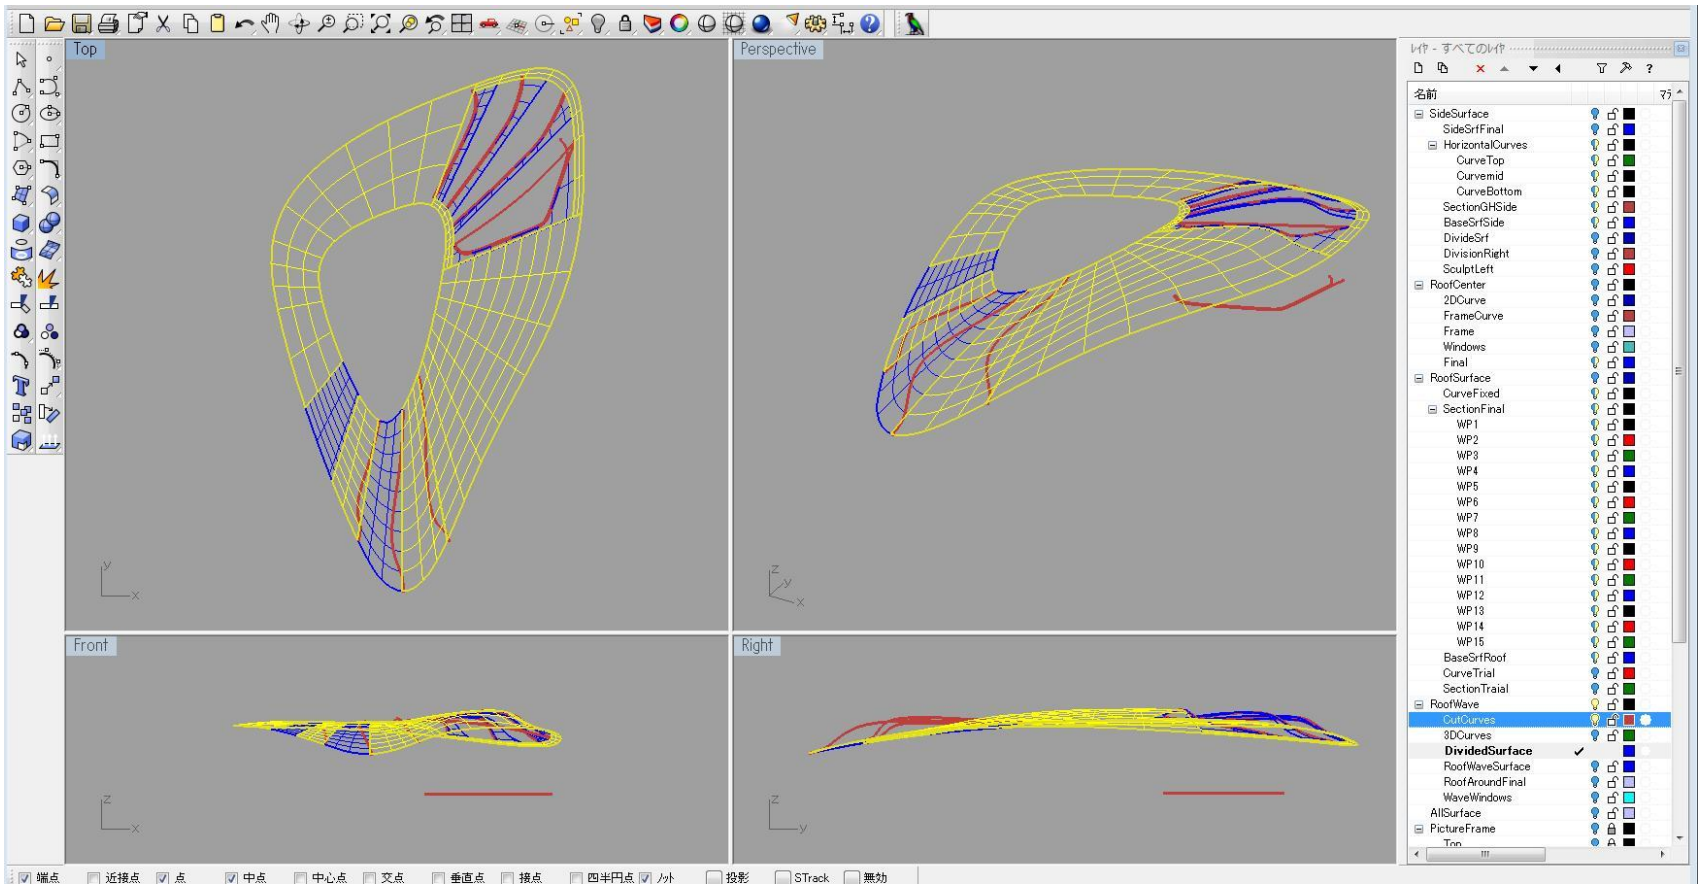 Top
Perspective
y
x
z
y
x
Front
Right
z
x
z
y
ﾚｲﾔ - すべてのﾚｲﾔ
?
名前
SideSurface
SideSrfFinal
HorizontalCurves
CurveTop
Curvemid
CurveBottom
SectionGHSide
BaseSrfSide
DivideSrf
DivisionRight
SculptLeft
RoofCenter
2DCurve
FrameCurve
Frame
Windows
Final
RoofSurface
CurveFixed
SectionFinal
WP1
WP2
WP3
WP4
WP5
WP6
WP7
WP8
WP9
WP10
WP11
WP12
WP13
WP14
WP15
BaseSrfRoof
CurveTrial
SectionTraial
RoofWave
CutCurves
3DCurves
DividedSurface
RoofWaveSurface
RoofAroundFinal
WaveWindows
AllSurface
PictureFrame
Top
端点 近接点 点 中点 中心点 交点 垂直点 接点 四半円点 ﾉｯﾄ 投影 STrack 無効